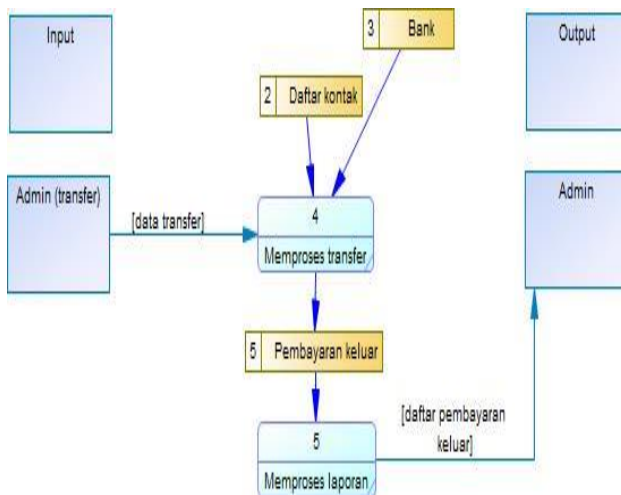 Input
3 Bank
Output
2 Daftar kontak
Admin (transfer)
Admin
[data transfer]
4
Memproses transfer
5 Pembayaran keluar
[daftar pembayaran
keluar]
5
Memproses laporan